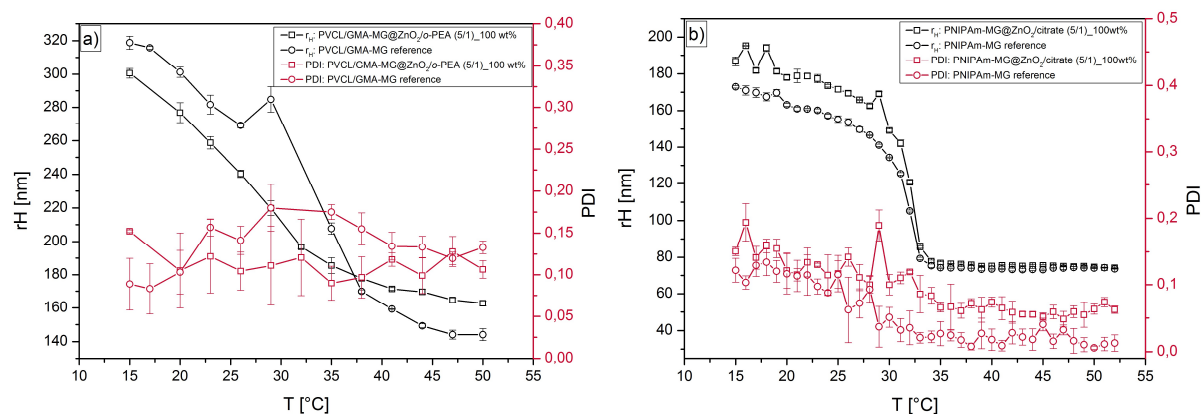 a)
r_H: PVCL/GMA-MG@ZnO₂/o-PEA (5/1)_100 wt%
r_H: PVCL/GMA-MG reference
PDI: PVCL/GMA-MG@ZnO₂/o-PEA (5/1)_100 wt%
PDI: PVCL/GMA-MG reference
rH [nm]
320
300
280
260
240
220
200
180
160
140
0,40
0,35
0,30
0,25
0,20
0,15
0,10
0,05
0,00
PDI
10 15 20 25 30 35 40 45 50 55
T [°C]
b)
r_H: PNIPAm-MG@ZnO₂/citrate (5/1)_100wt%
r_H: PNIPAm-MG reference
PDI: PNIPAm-MG@ZnO₂/citrate (5/1)_100wt%
PDI: PNIPAm-MG reference
rH [nm]
200
180
160
140
120
100
80
60
40
0,5
0,4
0,3
0,2
0,1
0,0
PDI
10 15 20 25 30 35 40 45 50 55
T [°C]